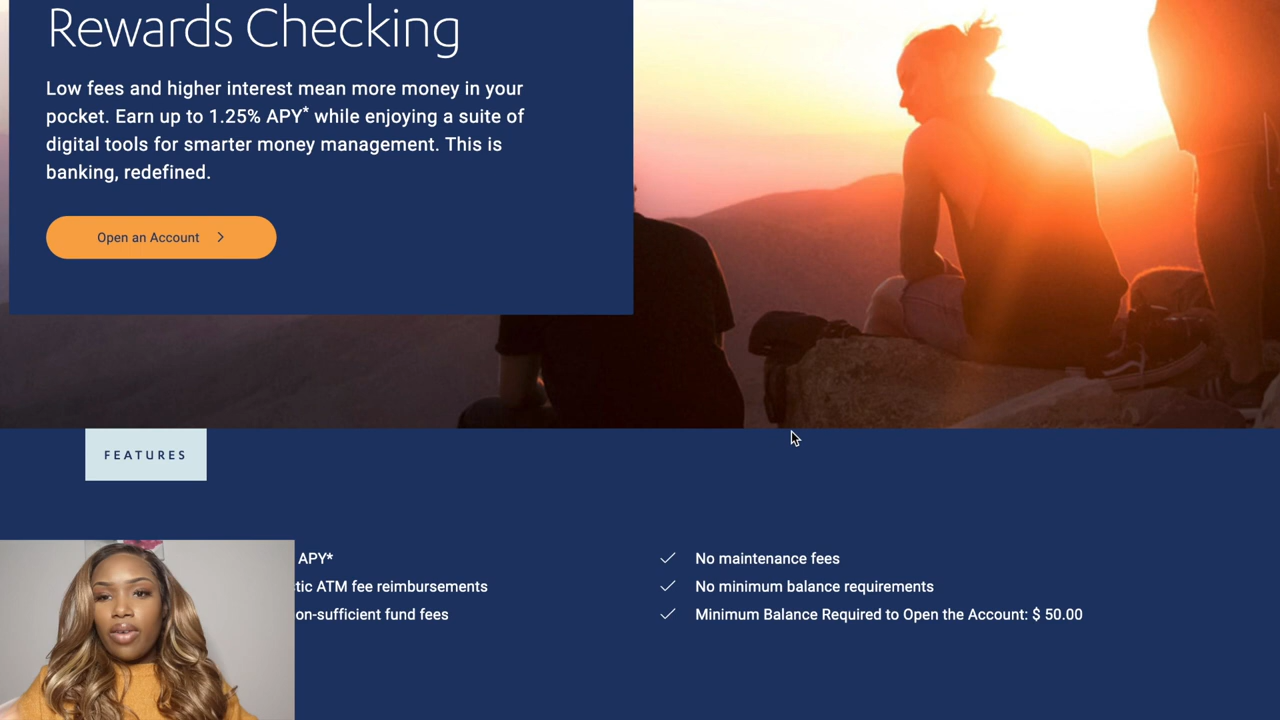 Rewards Checking
Low fees and higher interest mean more money in your
pocket. Earn up to 1.25% APY* while enjoying a suite of
digital tools for smarter money management. This is
banking, redefined.
Open an Account
FEATURES
APY*
ATM fee reimbursements
fund fees
No maintenance fees
No minimum balance requirements
Minimum Balance Required to Open the Account: $ 50.00